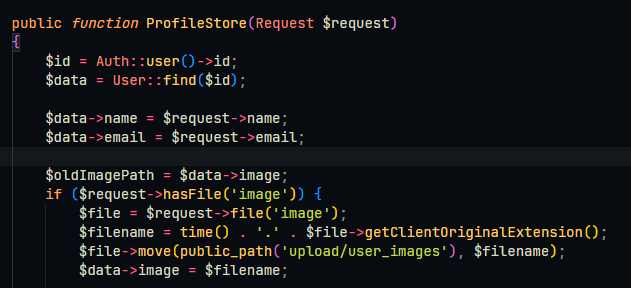 public function ProfileStore(Request $request)
{
    $id = Auth::user()->id;
    $data = User::find($id);

    $data->name = $request->name;
    $data->email = $request->email;

    $oldImagePath = $data->image;
    if ($request->hasFile('image')) {
        $file = $request->file('image');
        $filename = time() . '.' . $file->getClientOriginalExtension();
        $file->move(public_path('upload/user_images'), $filename);
        $data->image = $filename;